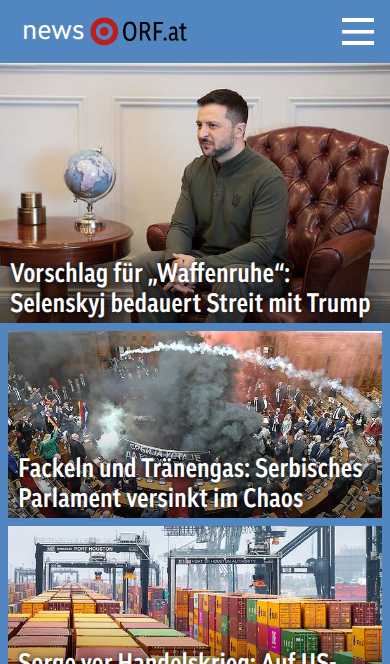 news ORF.at
Vorschlag für „Waffenruhe“:
Selenskyj bedauert Streit mit Trump
Fackeln und Tränengas: Serbisches
Parlament versinkt im Chaos
PORT HOUSTON
Sorge vor Handelskrieg: Auf US-